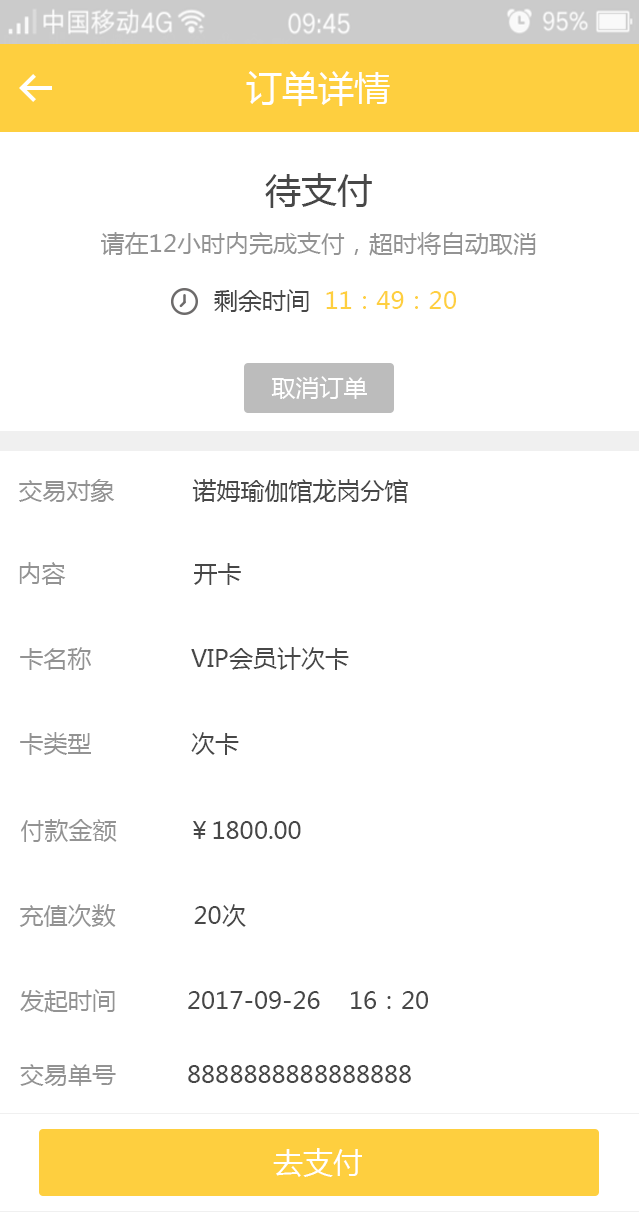 中国移动4G 09:45 95%
订单详情
待支付
请在12小时内完成支付，超时将自动取消
剩余时间 11：49：20
取消订单
交易对象 诺姆瑜伽馆龙岗分馆
内容 开卡
卡名称 VIP会员计次卡
卡类型 次卡
付款金额 ¥1800.00
充值次数 20次
发起时间 2017-09-26 16：20
交易单号 8888888888888888
去支付